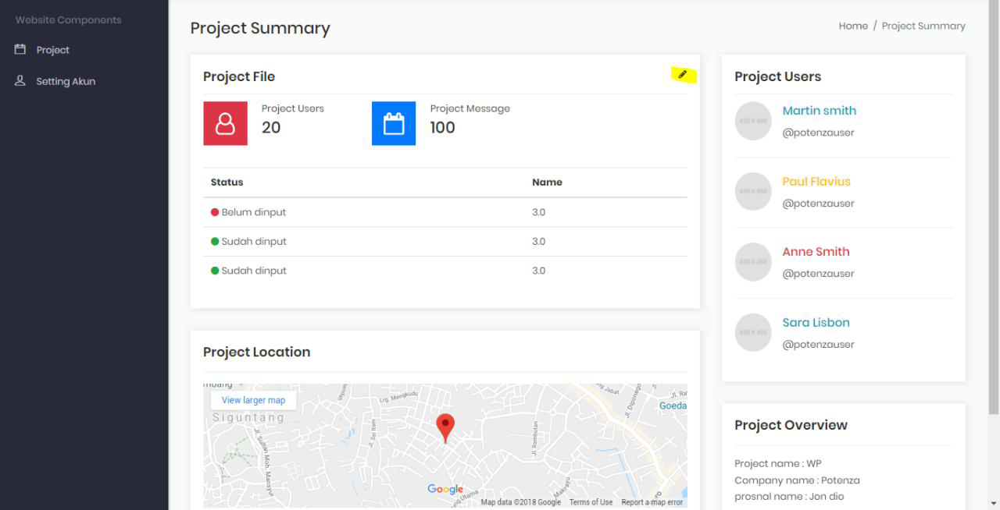 Website Components
Project
Setting Akun
Project Summary
Home / Project Summary
Project File
Project Users
20
Project Message
100
Status Name
Belum dinput 3.0
Sudah dinput 3.0
Sudah dinput 3.0
Project Location
View larger map
Siguntang
Lrg. Mengkudu
Jl. Sei Itam
Jl. Rambutan
Jl. Sultan Moh. Mansyur
Jl. Diponegoro
Goeda
Makrayu
Google
Map data ©2018 Google Terms of Use Report a map error
Project Users
430 X 450
Martin smith
@potenzauser
430 X 450
Paul Flavius
@potenzauser
430 X 450
Anne Smith
@potenzauser
430 X 450
Sara Lisbon
@potenzauser
Project Overview
Project name : WP
Company name : Potenza
prosnal name : Jon dio